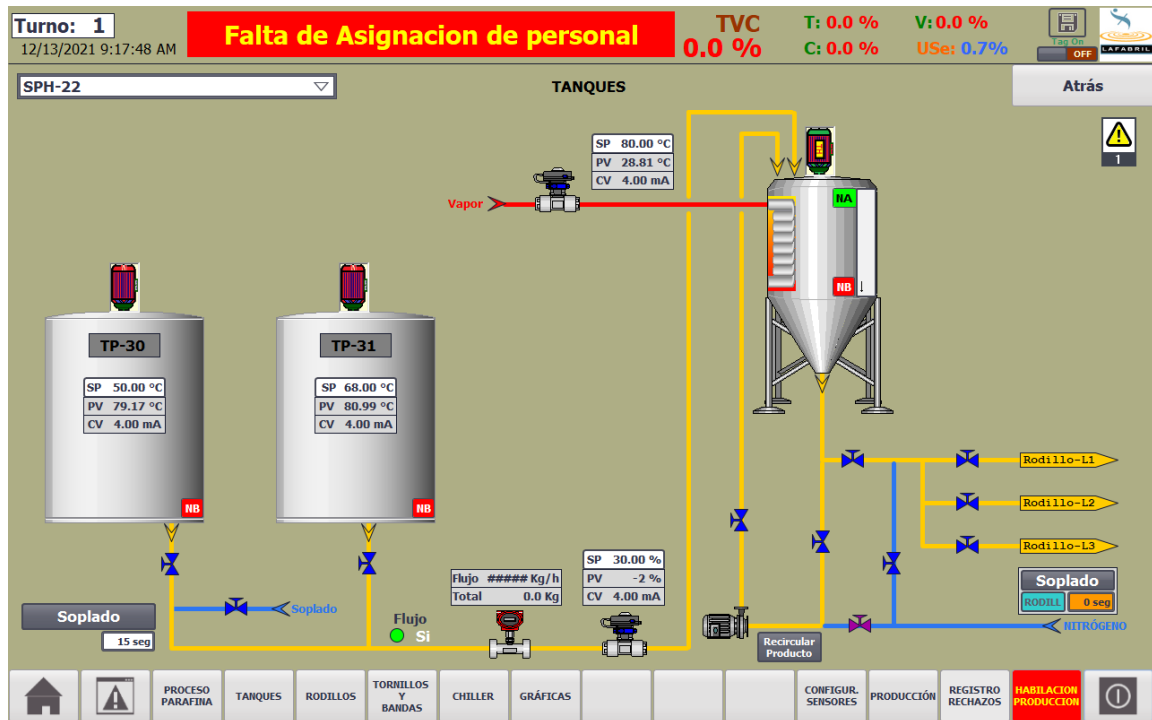 Turno: 1
12/13/2021 9:17:48 AM
Falta de Asignacion de personal
TVC
0.0 %
T: 0.0 %
V: 0.0 %
C: 0.0 %
USe: 0.7%
Tag On
OFF
LAFABRIL
SPH-22
TANQUES
Atrás
1
SP 80.00 °C
PV 28.81 °C
CV 4.00 mA
Vapor
NA
NB
TP-30
SP 50.00 °C
PV 79.17 °C
CV 4.00 mA
NB
TP-31
SP 68.00 °C
PV 80.99 °C
CV 4.00 mA
NB
Rodillo-L1
Rodillo-L2
Rodillo-L3
Soplado
15 seg
Soplado
Flujo
Si
Flujo ##### Kg/h
Total 0.0 Kg
SP 30.00 %
PV -2 %
CV 4.00 mA
Recircular
Producto
Soplado
RODILL
0 seg
NITRÓGENO
PROCESO
PARAFINA
TANQUES
RODILLOS
TORNILLOS
Y
BANDAS
CHILLER
GRÁFICAS
CONFIGUR.
SENSORES
PRODUCCIÓN
REGISTRO
RECHAZOS
HABILACION
PRODUCCION